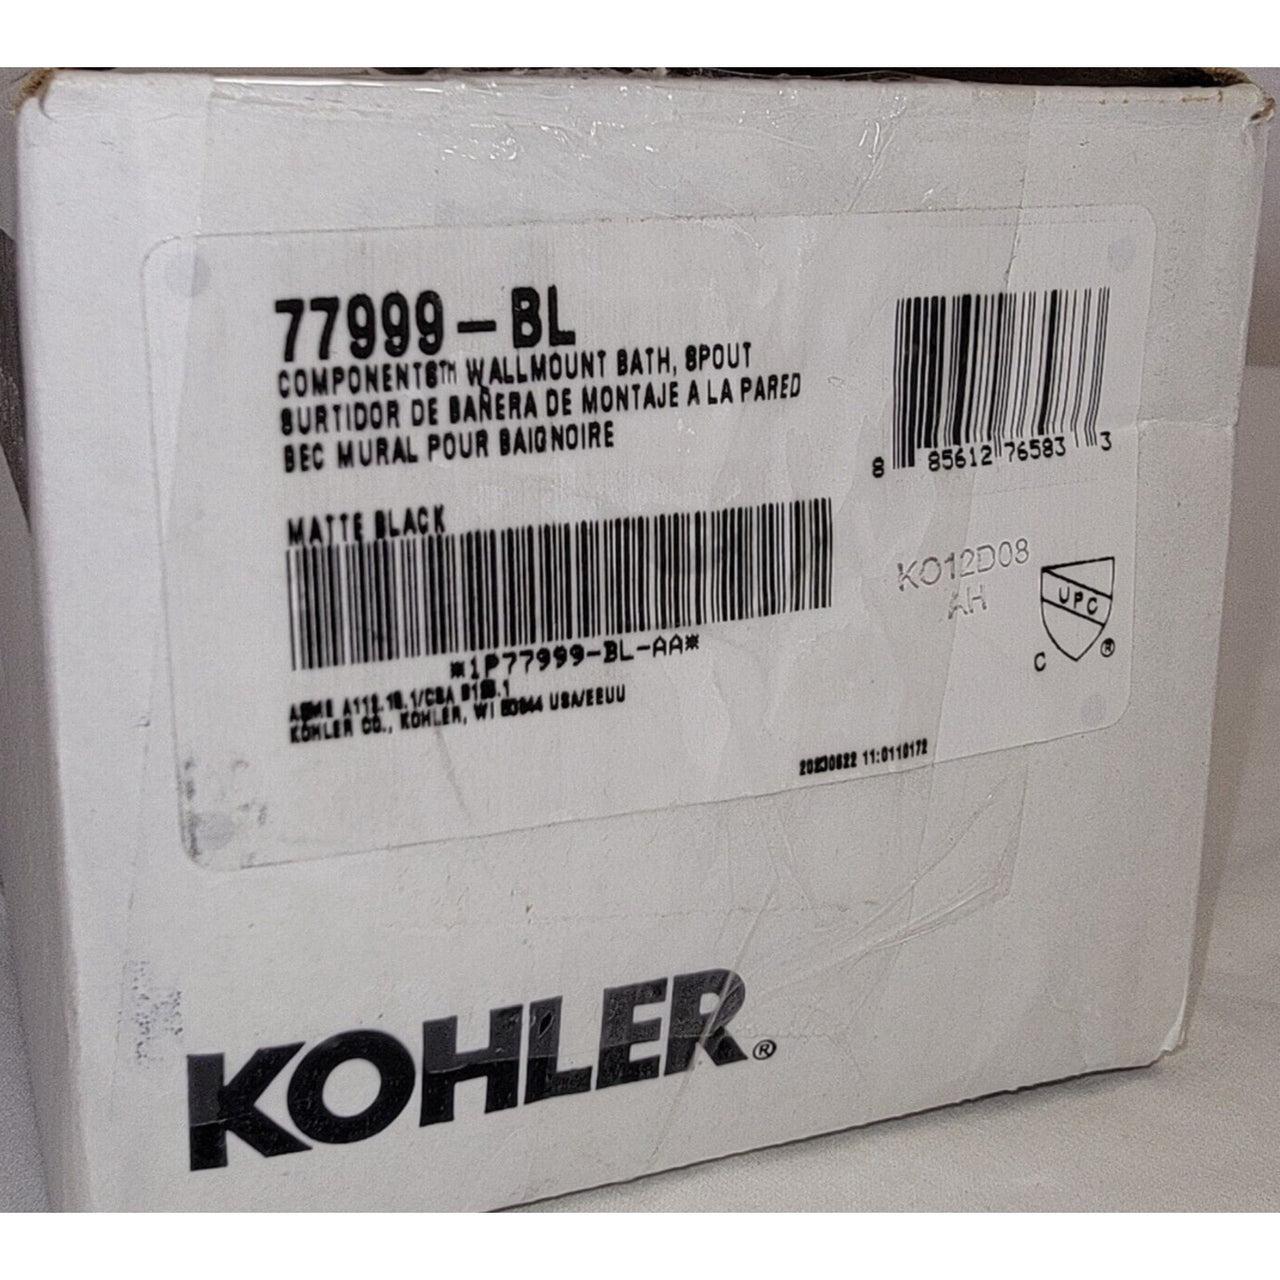 77999-BL
COMPONENTS™ WALLMOUNT BATH, SPOUT
SURTIDOR DE BAÑERA DE MONTAJE A LA PARED
BEC MURAL POUR BAIGNOIRE
MATTE BLACK
8 85612 76583 3
*1P77999-BL-AA*
KO12D08
AH
UPC
C ®
ASME A112.18.1/CSA B125.1
KOHLER CO., KOHLER, WI 53044 USA/EEUU
20230622 11:0110172
KOHLER®